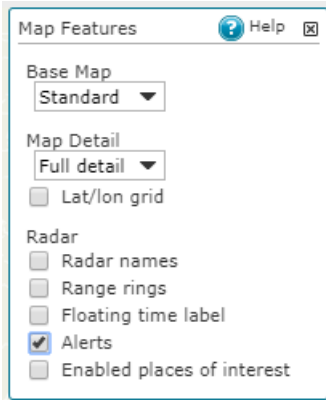 Map Features ? Help
Base Map
Standard
Map Detail
Full detail
Lat/lon grid
Radar
Radar names
Range rings
Floating time label
Alerts
Enabled places of interest